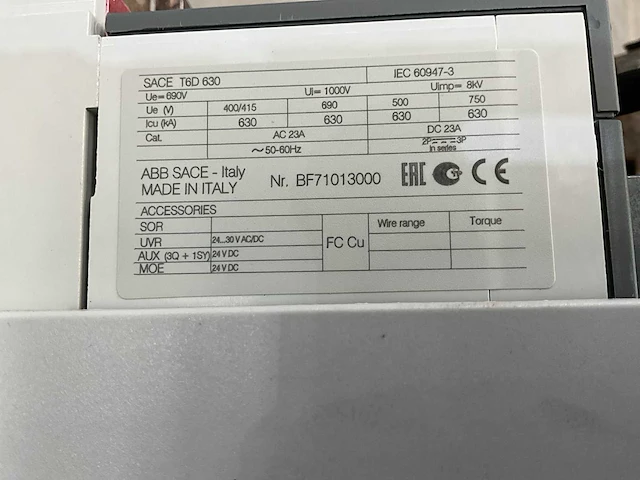 SACE T6D 630 IEC 60947-3
Ue=690V Ui=1000V Uimp= 8kV
Ue (V) 400/415 690 500 750
Icu (kA) 630 630 630 630
Cat. AC 23A DC 23A
~50-60Hz 2P 3P
in series
ABB SACE - Italy
MADE IN ITALY Nr. BF71013000 EAC CE
ACCESSORIES
SOR FC Cu Wire range Torque
UVR 24...30 V AC/DC
AUX (3Q + 1SY) 24 V DC
MOE 24 V DC